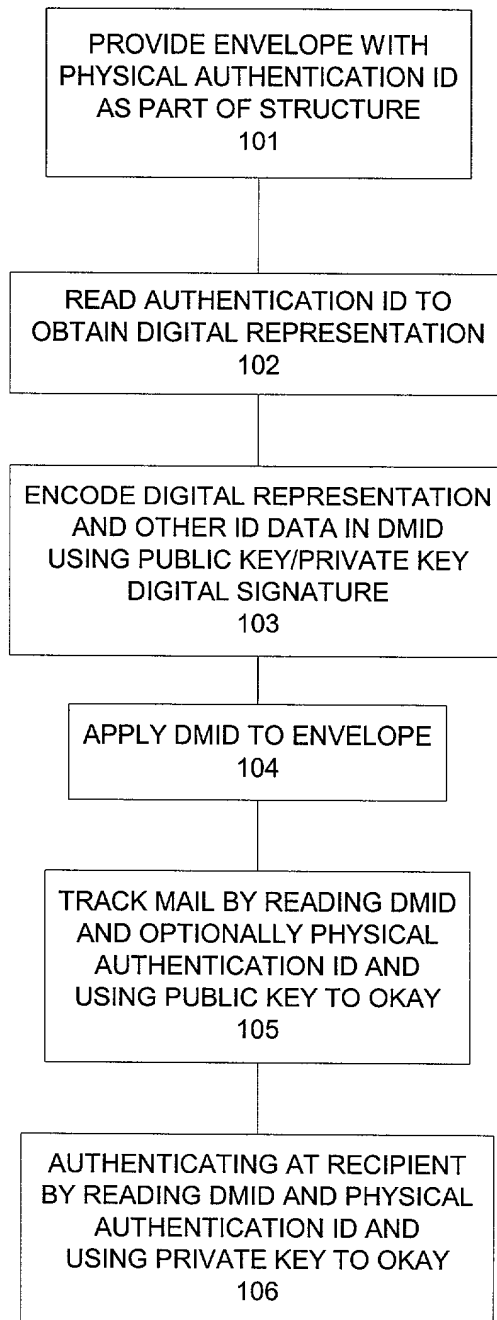 PROVIDE ENVELOPE WITH
PHYSICAL AUTHENTICATION ID
AS PART OF STRUCTURE
101
READ AUTHENTICATION ID TO
OBTAIN DIGITAL REPRESENTATION
102
ENCODE DIGITAL REPRESENTATION
AND OTHER ID DATA IN DMID
USING PUBLIC KEY/PRIVATE KEY
DIGITAL SIGNATURE
103
APPLY DMID TO ENVELOPE
104
TRACK MAIL BY READING DMID
AND OPTIONALLY PHYSICAL
AUTHENTICATION ID AND
USING PUBLIC KEY TO OKAY
105
AUTHENTICATING AT RECIPIENT
BY READING DMID AND PHYSICAL
AUTHENTICATION ID AND
USING PRIVATE KEY TO OKAY
106